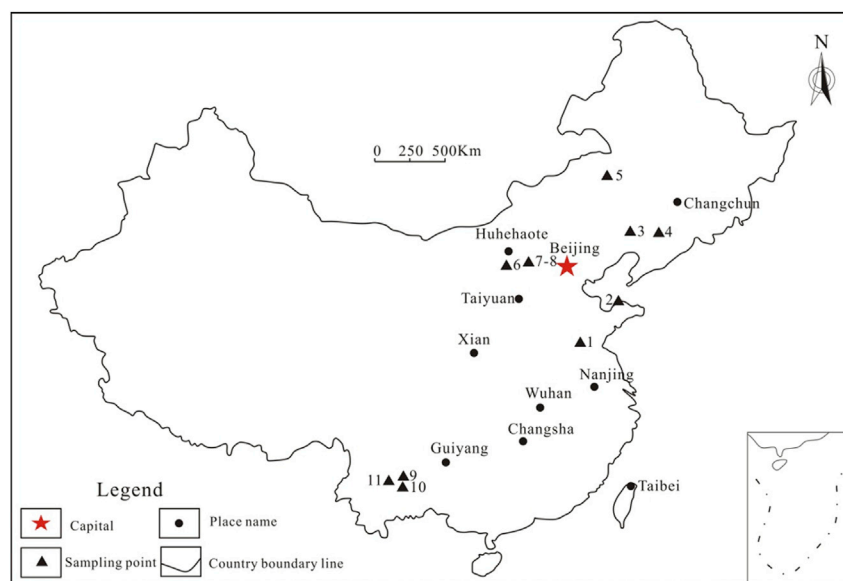 N
0 250 500Km
5
Changchun
Huhehaote
Beijing
3
4
6
7-8
Taiyuan
2
Xian
1
Nanjing
Wuhan
Changsha
Guiyang
11
9
10
Taibei
Legend
Capital
Place name
Sampling point
Country boundary line